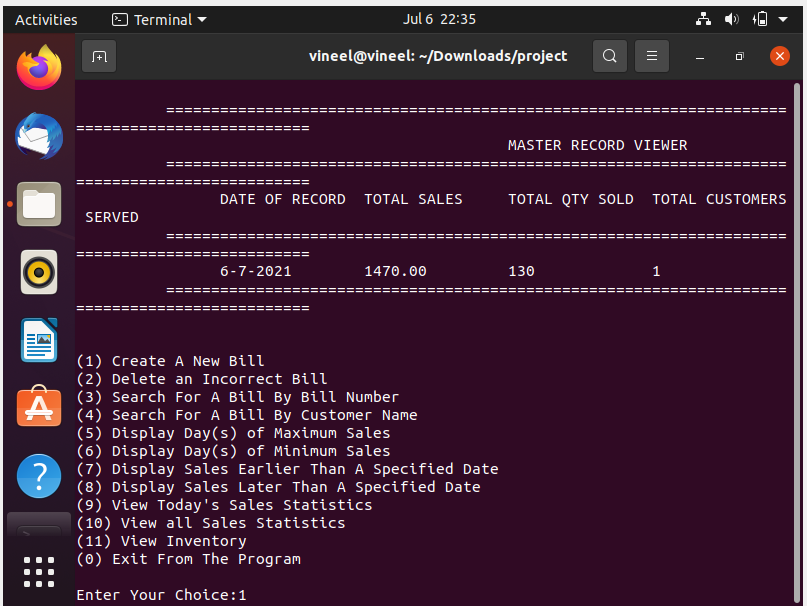 Activities Terminal Jul 6 22:35
vineel@vineel: ~/Downloads/project
=====================================================================
==========================
MASTER RECORD VIEWER
=====================================================================
==========================
DATE OF RECORD TOTAL SALES TOTAL QTY SOLD TOTAL CUSTOMERS
SERVED
=====================================================================
==========================
6-7-2021 1470.00 130 1
=====================================================================
==========================
(1) Create A New Bill
(2) Delete an Incorrect Bill
(3) Search For A Bill By Bill Number
(4) Search For A Bill By Customer Name
(5) Display Day(s) of Maximum Sales
(6) Display Day(s) of Minimum Sales
(7) Display Sales Earlier Than A Specified Date
(8) Display Sales Later Than A Specified Date
(9) View Today's Sales Statistics
(10) View all Sales Statistics
(11) View Inventory
(0) Exit From The Program
Enter Your Choice:1